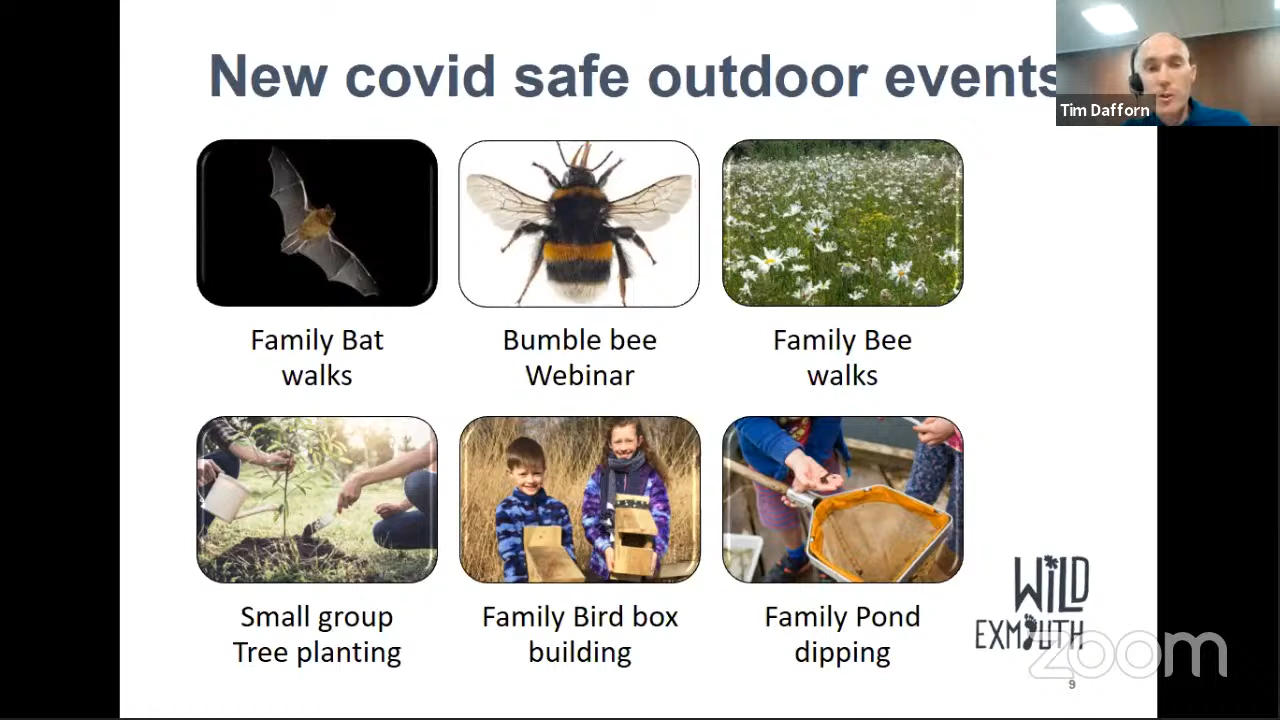 New covid safe outdoor events
Tim Dafforn
Family Bat
walks
Bumble bee
Webinar
Family Bee
walks
Small group
Tree planting
Family Bird box
building
Family Pond
dipping
WiLD
EXMOUTH
zoom
9